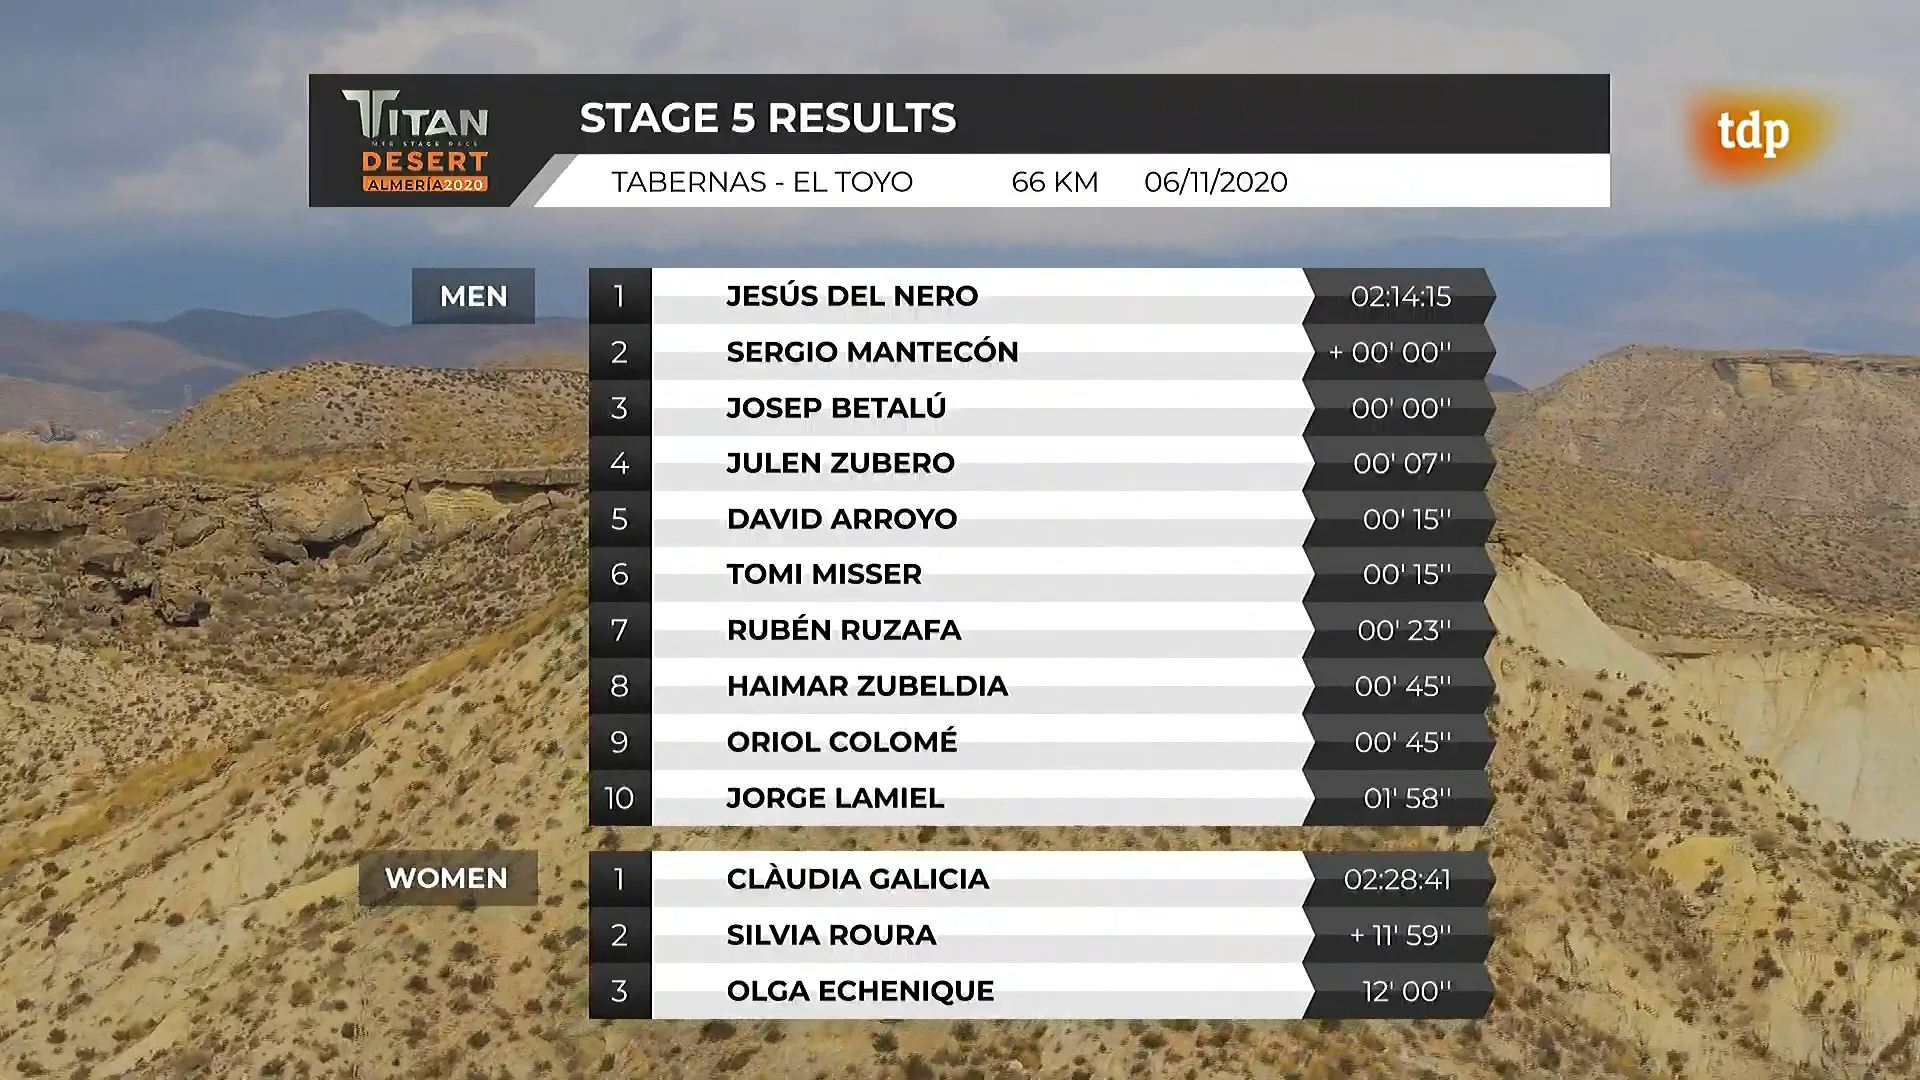 TITAN
MTB STAGE RACE
DESERT
ALMERÍA2020
STAGE 5 RESULTS
TABERNAS - EL TOYO 66 KM 06/11/2020
tdp
MEN
1 JESÚS DEL NERO 02:14:15
2 SERGIO MANTECÓN + 00' 00''
3 JOSEP BETALÚ 00' 00''
4 JULEN ZUBERO 00' 07''
5 DAVID ARROYO 00' 15''
6 TOMI MISSER 00' 15''
7 RUBÉN RUZAFA 00' 23''
8 HAIMAR ZUBELDIA 00' 45''
9 ORIOL COLOMÉ 00' 45''
10 JORGE LAMIEL 01' 58''
WOMEN
1 CLÀUDIA GALICIA 02:28:41
2 SILVIA ROURA + 11' 59''
3 OLGA ECHENIQUE 12' 00''